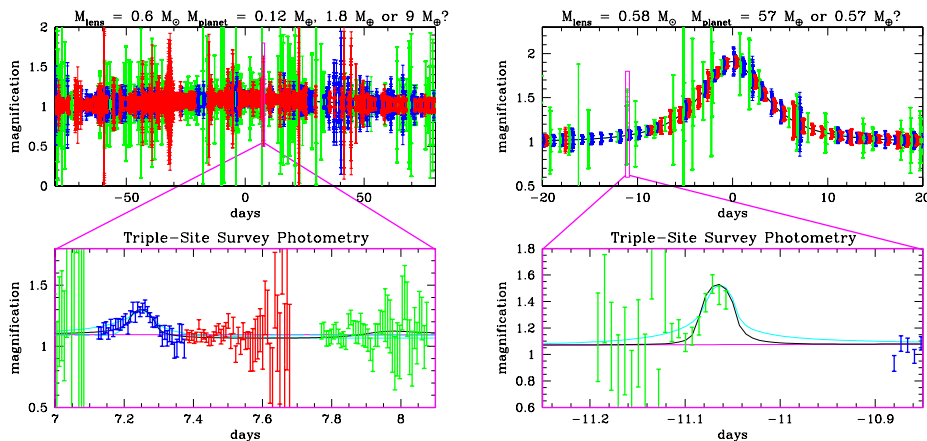 M_lens = 0.6 M_⊙ M_planet = 0.12 M_⊕, 1.8 M_⊕ or 9 M_⊕?
magnification
2
1.5
1
0.5
0
−50 0 50
days
Triple−Site Survey Photometry
magnification
1.5
1
0.5
7 7.2 7.4 7.6 7.8 8
days
M_lens = 0.58 M_⊙ M_planet = 57 M_⊕ or 0.57 M_⊕?
magnification
2
1.5
1
0.5
−20 −10 0 10 20
days
Triple−Site Survey Photometry
magnification
1.8
1.6
1.4
1.2
1
0.8
0.6
−11.2 −11.1 −11 −10.9
days